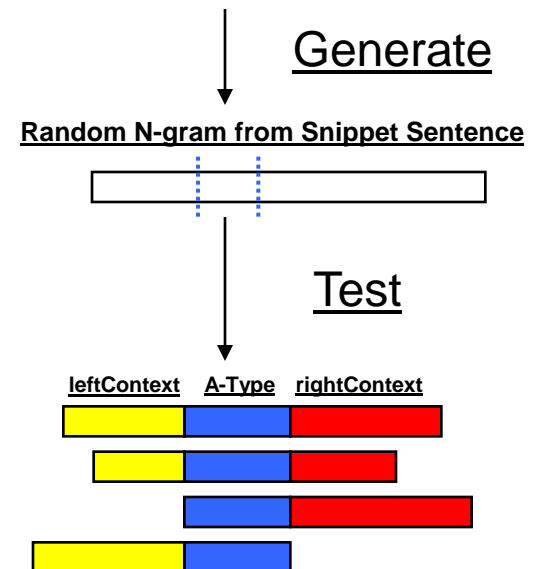 Generate
Random N-gram from Snippet Sentence
Test
leftContext A-Type rightContext